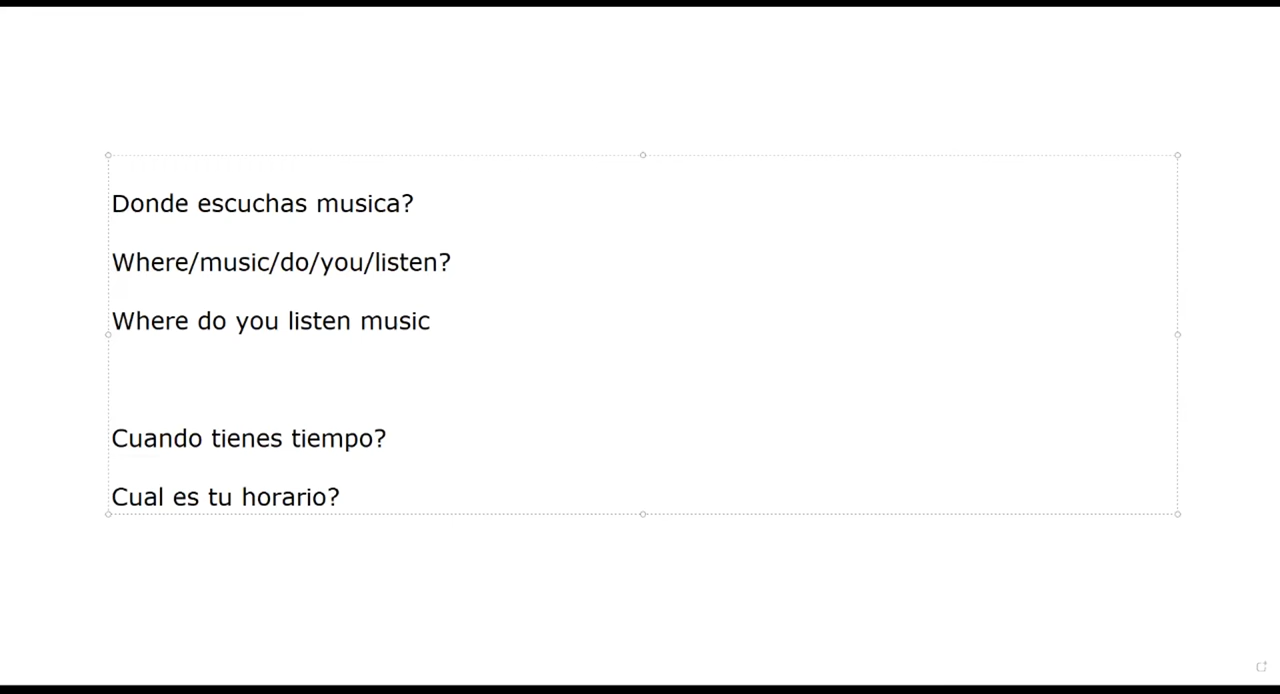 Donde escuchas musica?
Where/music/do/you/listen?
Where do you listen music
Cuando tienes tiempo?
Cual es tu horario?